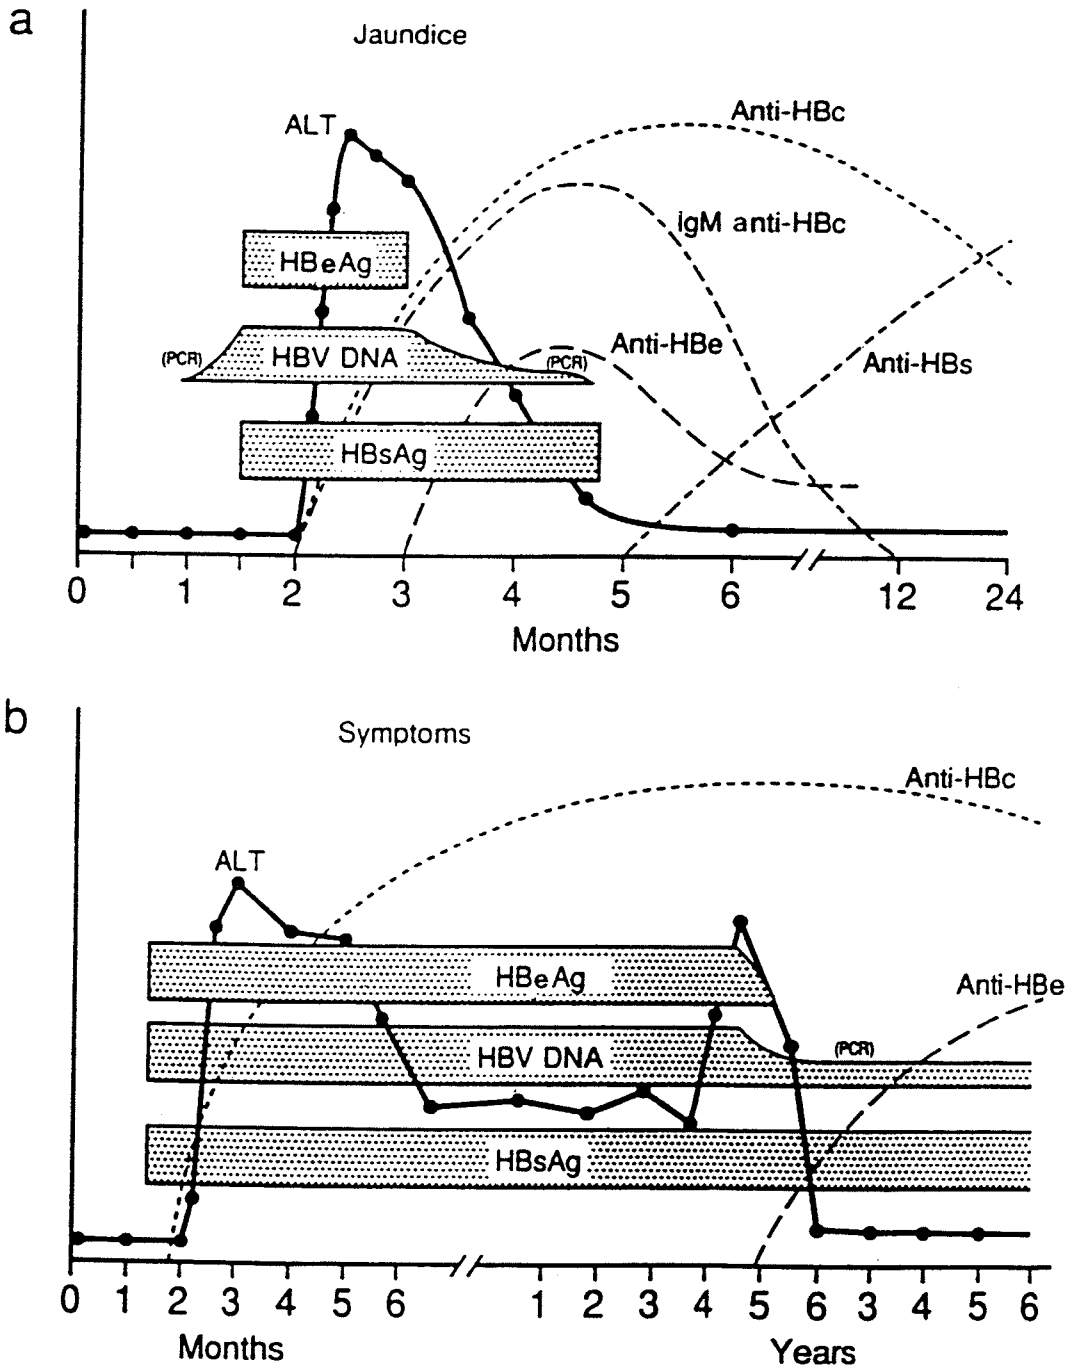 a
Jaundice
Anti-HBc
ALT
IgM anti-HBc
HBeAg
Anti-HBe
(PCR)
HBV DNA
(PCR)
Anti-HBs
HBsAg
0 1 2 3 4 5 6 12 24
Months
b
Symptoms
Anti-HBc
ALT
HBeAg
Anti-HBe
HBV DNA
(PCR)
HBsAg
0 1 2 3 4 5 6 1 2 3 4 5 6 3 4 5 6
Months Years